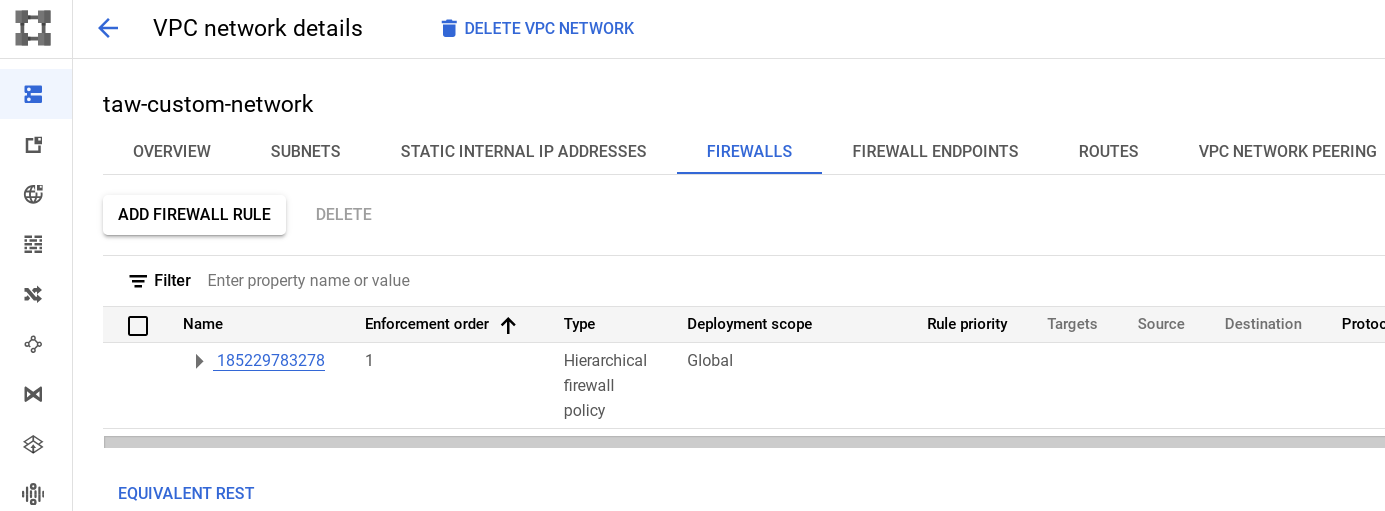 VPC network details
DELETE VPC NETWORK
taw-custom-network
OVERVIEW SUBNETS STATIC INTERNAL IP ADDRESSES FIREWALLS FIREWALL ENDPOINTS ROUTES VPC NETWORK PEERING
ADD FIREWALL RULE DELETE
Filter Enter property name or value
Name Enforcement order Type Deployment scope Rule priority Targets Source Destination Protoc
185229783278 1 Hierarchical Global
firewall
policy
EQUIVALENT REST